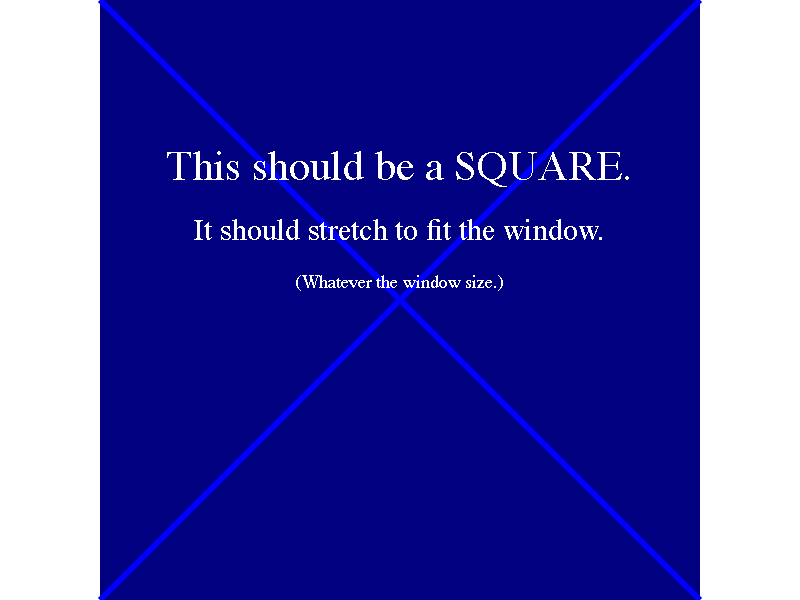 This should be a SQUARE.
It should stretch to fit the window.
(Whatever the window size.)